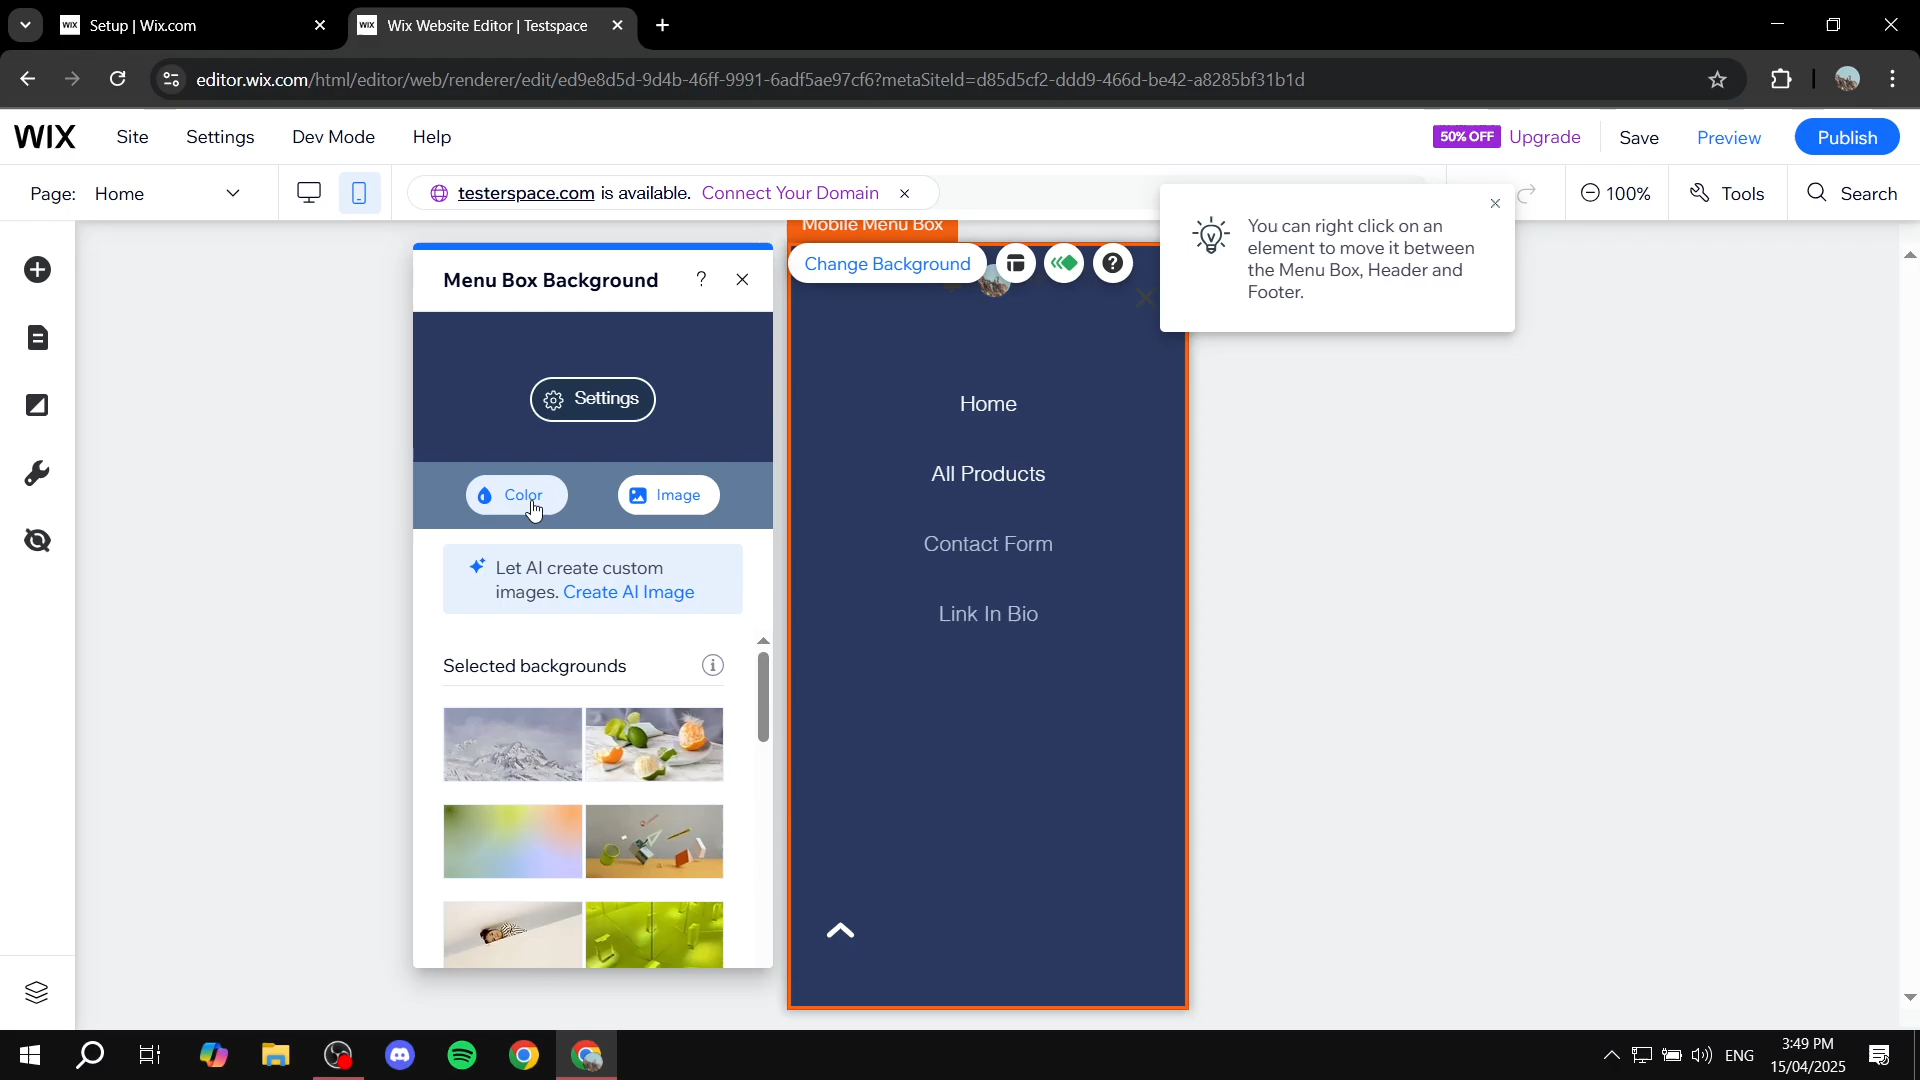 WIX Setup | Wix.com
WIX Wix Website Editor | Testspace
editor.wix.com/html/editor/web/renderer/edit/ed9e8d5d-9d4b-46ff-9991-6adf5ae97cf6?metaSiteId=d85d5cf2-ddd9-466d-be42-a8285bf31b1d
WIX Site Settings Dev Mode Help 50% OFF Upgrade Save Preview Publish
Page: Home testerspace.com is available. Connect Your Domain 100% Tools Search
Mobile Menu Box
Change Background
You can right click on an
element to move it between
the Menu Box, Header and
Footer.
Menu Box Background ?
Settings
Color Image
Let AI create custom
images. Create AI Image
Selected backgrounds
Home
All Products
Contact Form
Link In Bio
ENG
3:49 PM
15/04/2025